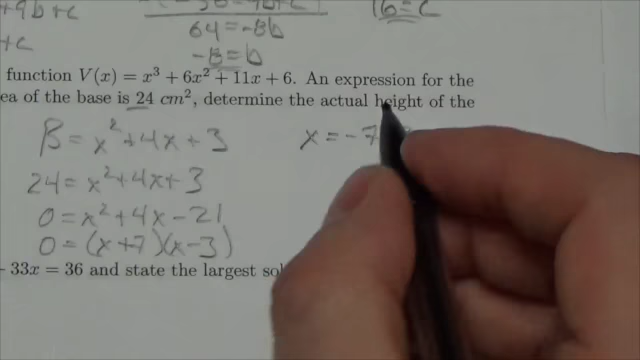 +9b+c
64=-8b
16=c
+c
-8=b
function V(x) = x³ + 6x² + 11x + 6. An expression for the
ea of the base is 24 cm², determine the actual height of the
B = x²+4x+3
x = -7
24 = x²+4x+3
0 = x²+4x-21
0 = (x+7)(x-3)
- 33x = 36 and state the largest sol